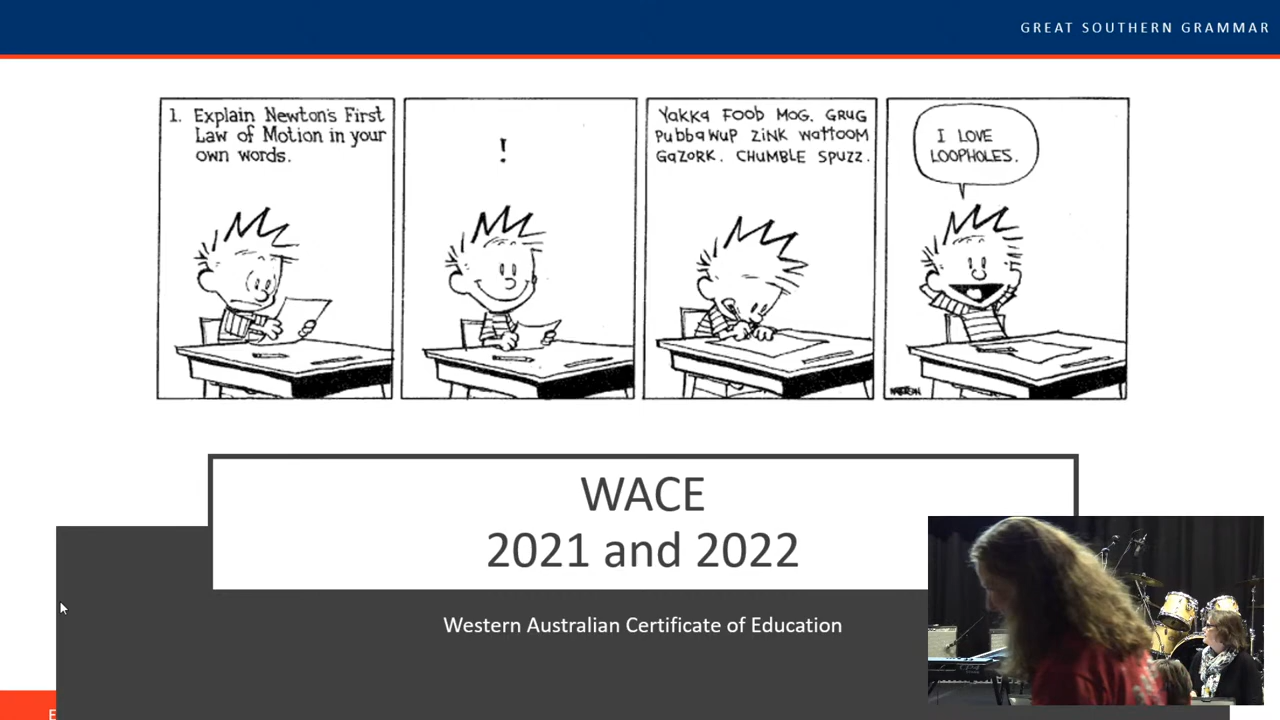 GREAT SOUTHERN GRAMMAR
1. Explain Newton's First
Law of Motion in your
own words.
!
Yakka FOOB MOG. GRUG
PubbawuP ZINK wattooM
GaZORK. CHUMBLE SPUZZ.
I LOVE
LOOPHOLES.
WACE
2021 and 2022
Western Australian Certificate of Education